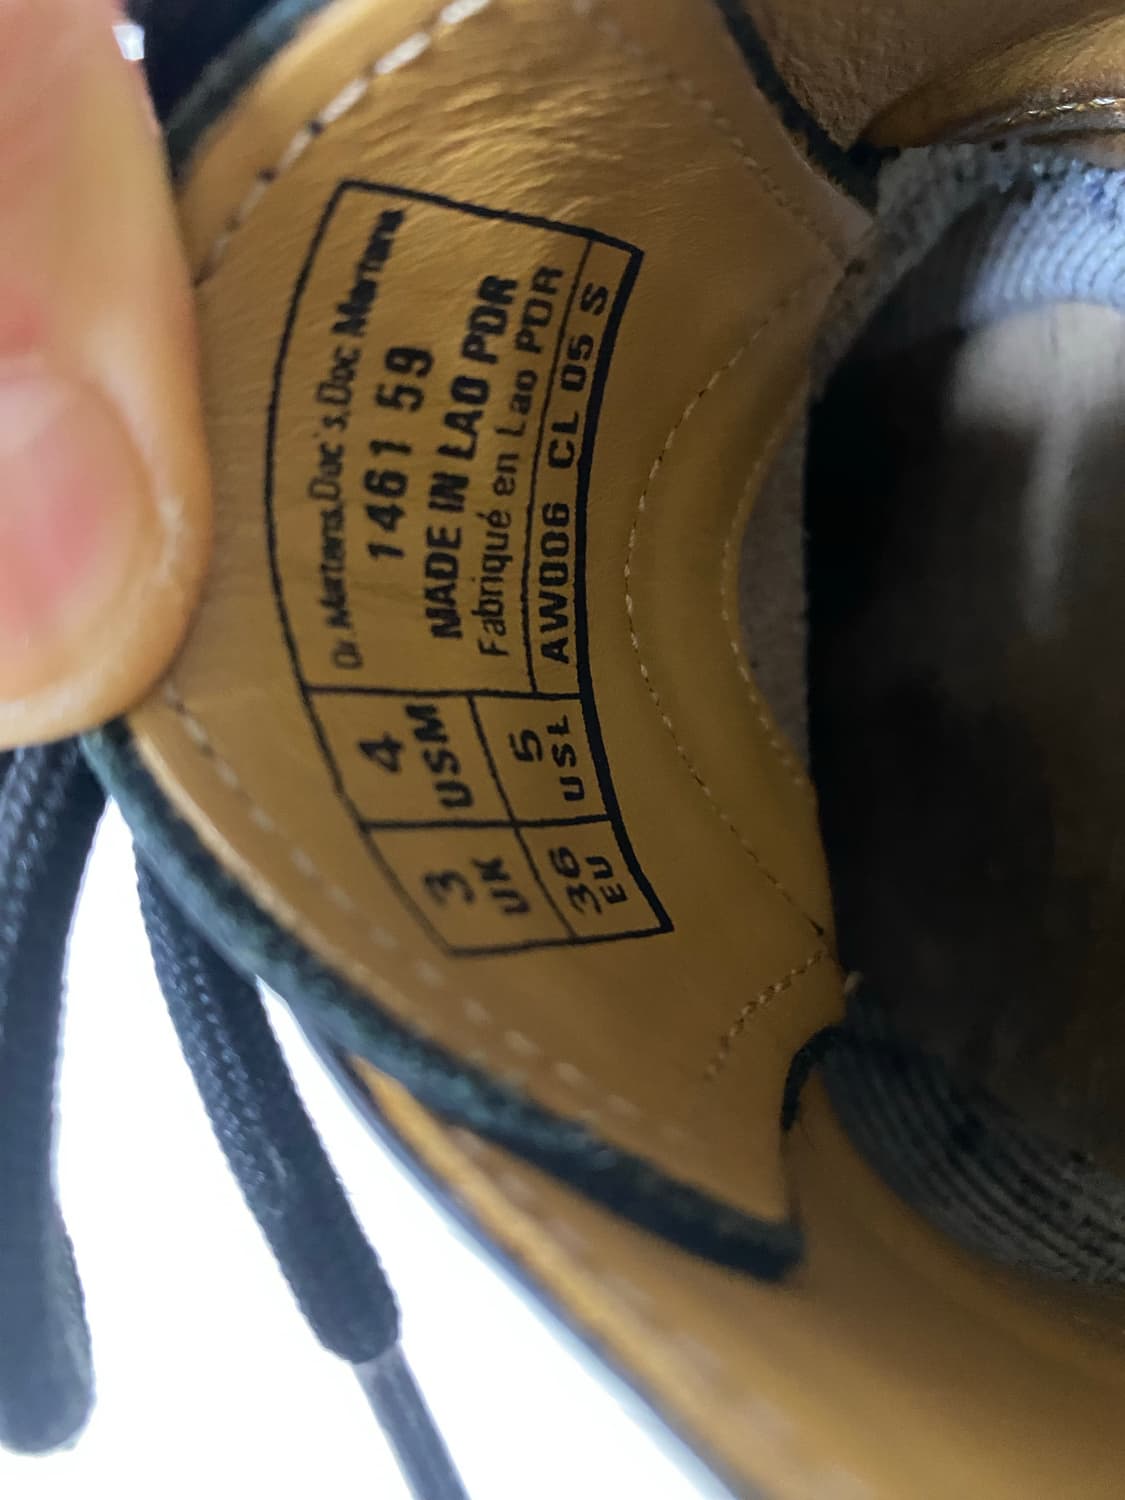 Dr. Martens.Doc's.Doc Martens
1461 59
MADE IN LAO PDR
Fabriqué en Lao PDR
AW006 CL 05 S
4
USM
5
USL
3
UK
36
EU